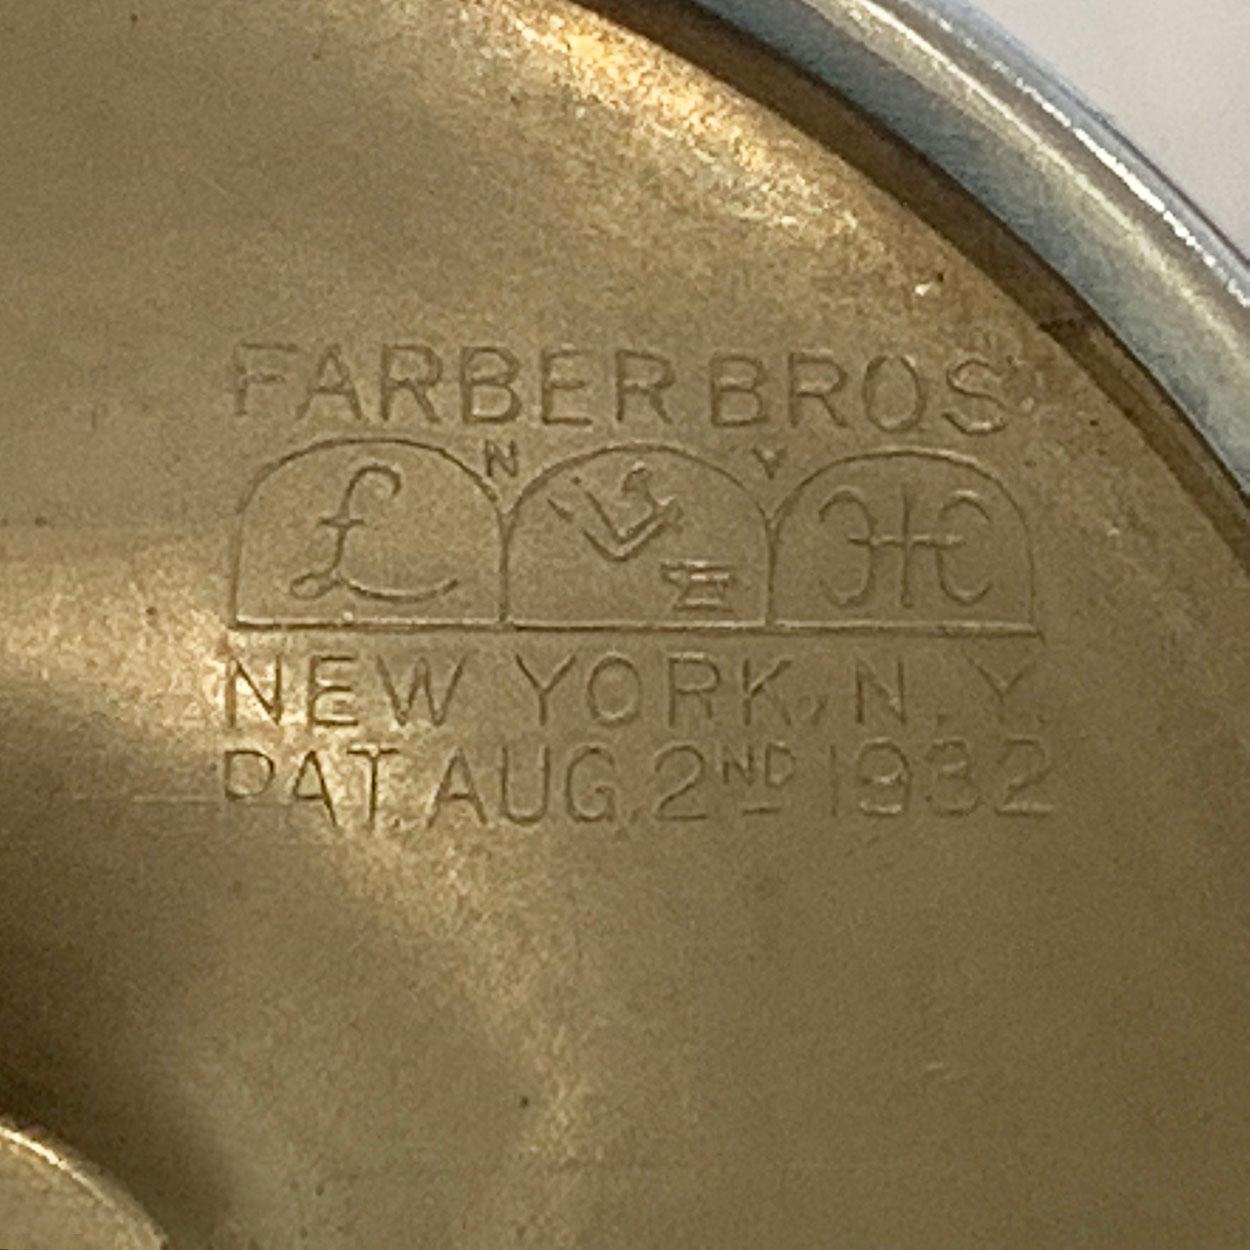 FARBER BROS
N Y
£ H
NEW YORK, N.Y.
PAT. AUG. 2ND 1932